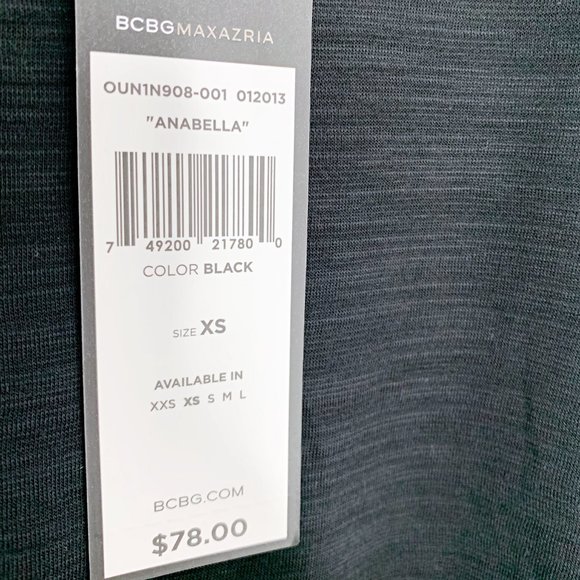 BCBGMAXAZRIA
OUN1N908-001 012013
"ANABELLA"
7 49200 21780 0
COLOR BLACK
SIZE XS
AVAILABLE IN
XXS XS S M L
BCBG.COM
$78.00